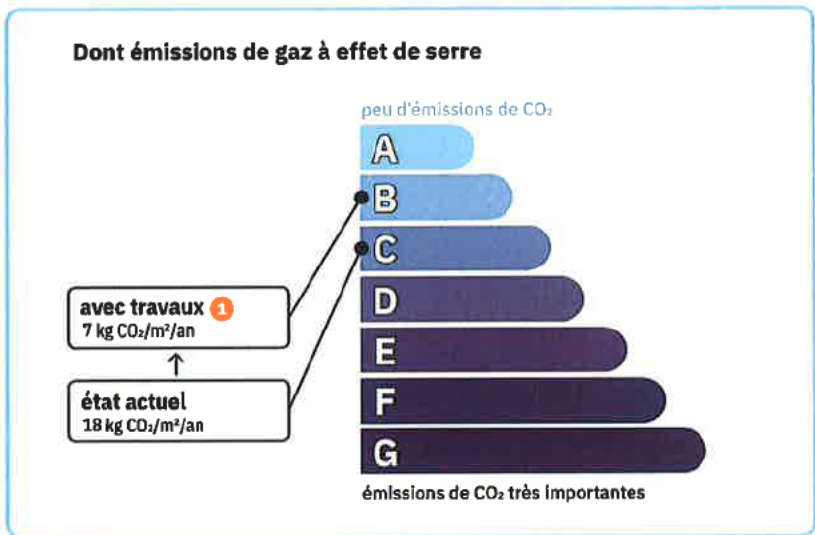 Dont émissions de gaz à effet de serre
peu d'émissions de CO₂
A
B
C
D
E
F
G
avec travaux 1
7 kg CO₂/m²/an
état actuel
18 kg CO₂/m²/an
émissions de CO₂ très importantes